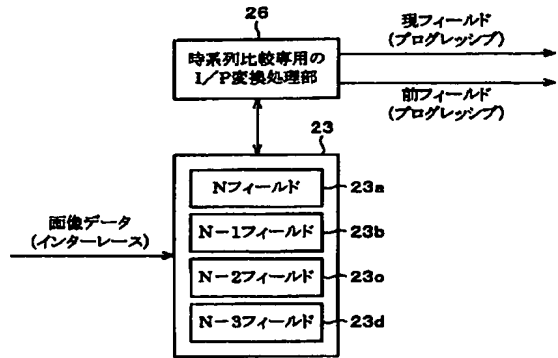 26
時系列比較専用の
I/P変換処理部
現フィールド
(プログレッシブ)
前フィールド
(プログレッシブ)
23
Nフィールド
23a
画像データ
(インターレース)
N-1フィールド
23b
N-2フィールド
23c
N-3フィールド
23d